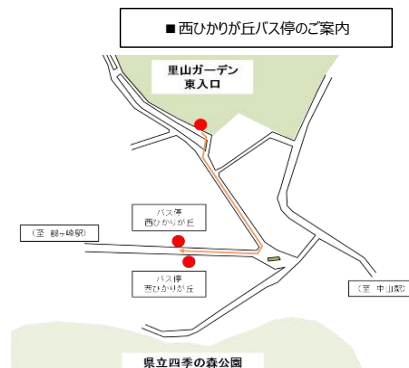 ■西ひかりが丘バス停のご案内
里山ガーデン
東入口
バス停
西ひかりが丘
(至 鶴ヶ峰駅)
バス停
西ひかりが丘
(至 中山駅)
県立四季の森公園